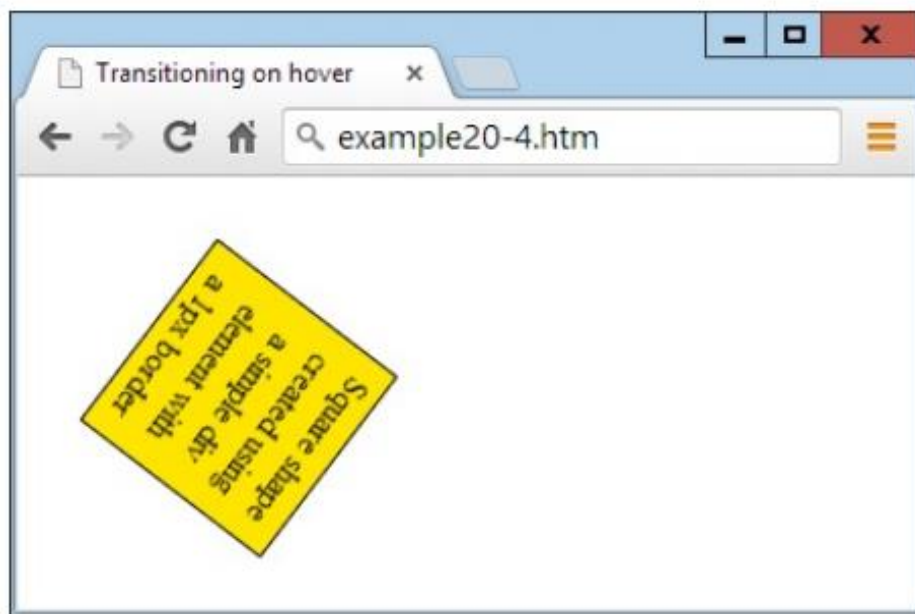 Transitioning on hover
example20-4.htm
Square shape
created using
a simple div
element with
a 1px border